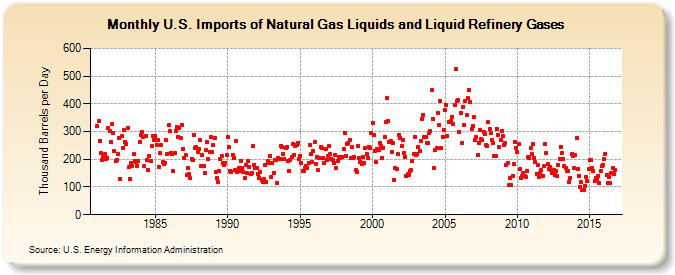 Monthly U.S. Imports of Natural Gas Liquids and Liquid Refinery Gases
Thousand Barrels per Day
600
500
400
300
200
100
0
1985 1990 1995 2000 2005 2010 2015
Source: U.S. Energy Information Administration